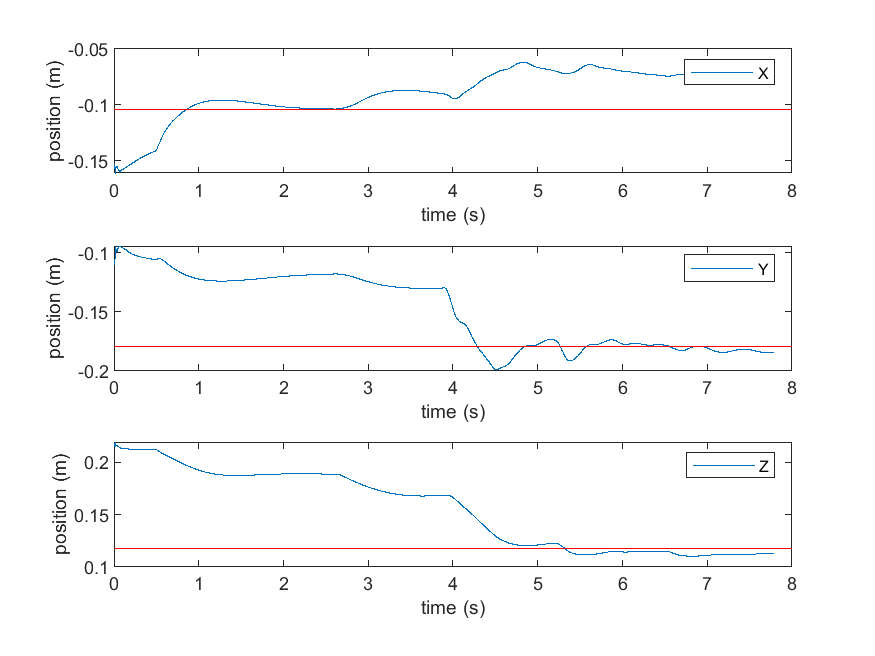 -0.05
-0.1
-0.15
position (m)
X
0 1 2 3 4 5 6 7 8
time (s)
-0.1
-0.15
-0.2
position (m)
Y
0 1 2 3 4 5 6 7 8
time (s)
0.2
0.15
0.1
position (m)
Z
0 1 2 3 4 5 6 7 8
time (s)